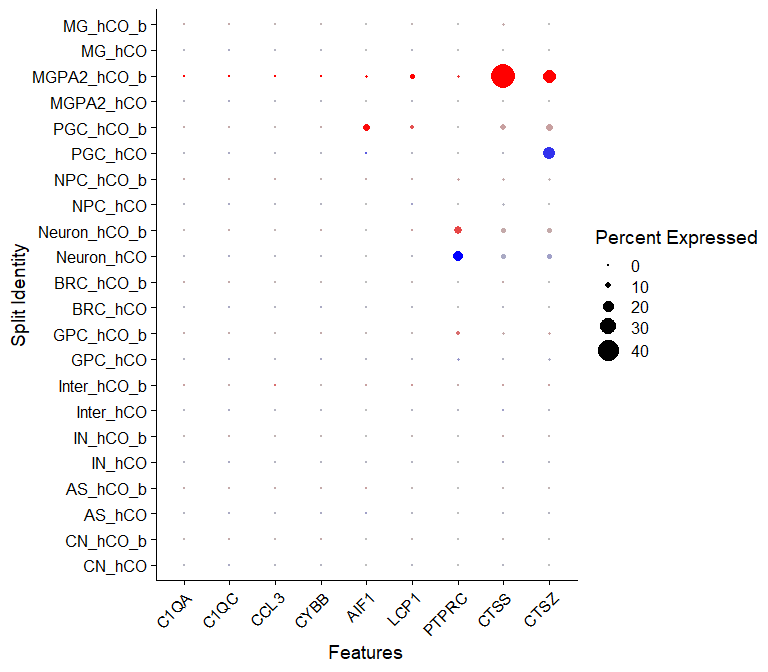 MG_hCO_b
MG_hCO
MGPA2_hCO_b
MGPA2_hCO
PGC_hCO_b
PGC_hCO
NPC_hCO_b
NPC_hCO
Neuron_hCO_b
Neuron_hCO
BRC_hCO_b
BRC_hCO
GPC_hCO_b
GPC_hCO
Inter_hCO_b
Inter_hCO
IN_hCO_b
IN_hCO
AS_hCO_b
AS_hCO
CN_hCO_b
CN_hCO
Split Identity
C1QA
C1QC
CCL3
CYBB
AIF1
LCP1
PTPRC
CTSS
CTSZ
Features
Percent Expressed
0
10
20
30
40